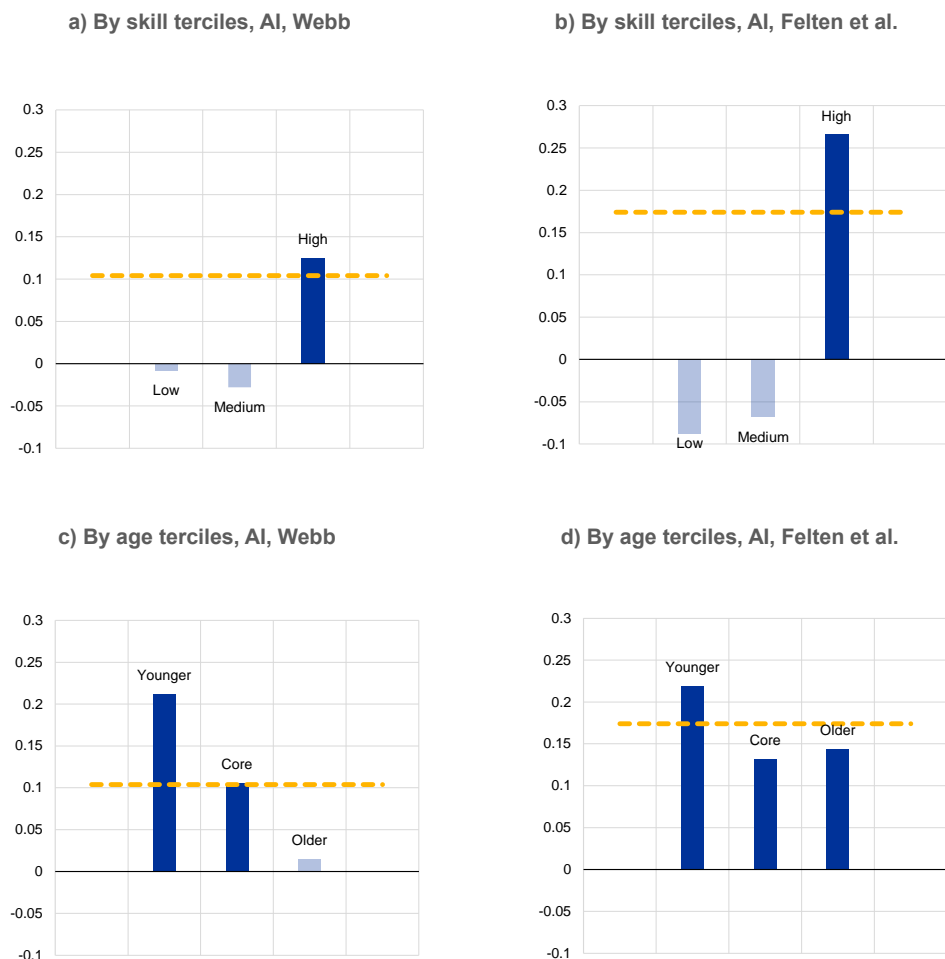 a) By skill terciles, AI, Webb
0.3
0.25
0.2
0.15
0.1
0.05
0
-0.05
-0.1
Low
Medium
High
b) By skill terciles, AI, Felten et al.
0.3
0.25
0.2
0.15
0.1
0.05
0
-0.05
-0.1
Low
Medium
High
c) By age terciles, AI, Webb
0.3
0.25
0.2
0.15
0.1
0.05
0
-0.05
-0.1
Younger
Core
Older
d) By age terciles, AI, Felten et al.
0.3
0.25
0.2
0.15
0.1
0.05
0
-0.05
-0.1
Younger
Core
Older